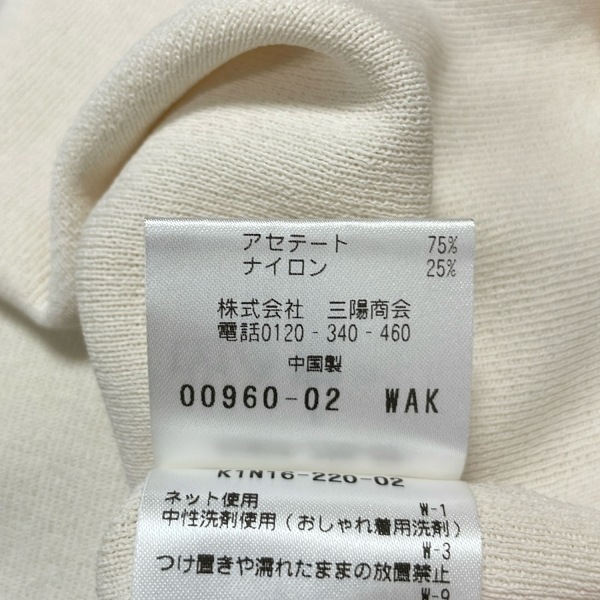 アセテート 75%
ナイロン 25%
株式会社 三陽商会
電話0120-340-460
中国製
00960-02 WAK
K1N16-220-02
ネット使用 W-1
中性洗剤使用(おしゃれ着用洗剤)
W-3
つけ置きや濡れたままの放置禁止
W-9